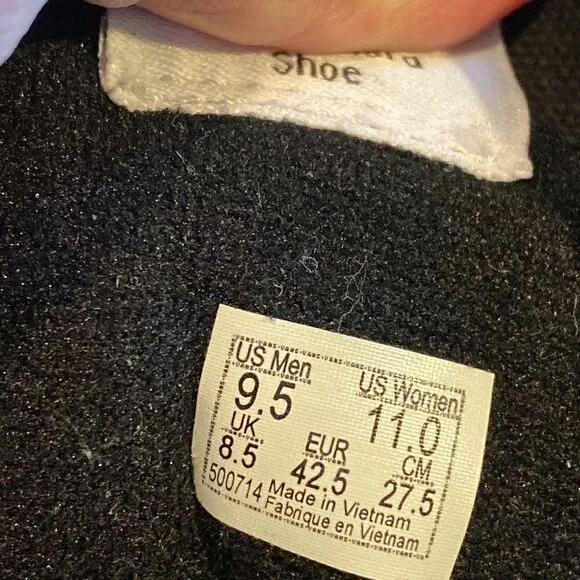 Shoe
US Men US Women
9.5 11.0
UK EUR CM
8.5 42.5 27.5
500714 Made in Vietnam
Fabrique en Vietnam